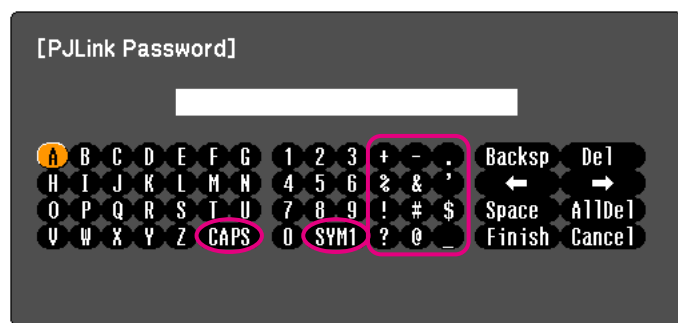 [PJLink Password]
A B C D E F G 1 2 3 + - . Backsp Del
H I J K L M N 4 5 6 % & ' ← →
O P Q R S T U 7 8 9 ! # $ Space AllDel
V W X Y Z CAPS 0 SYM1 ? @ _ Finish Cancel